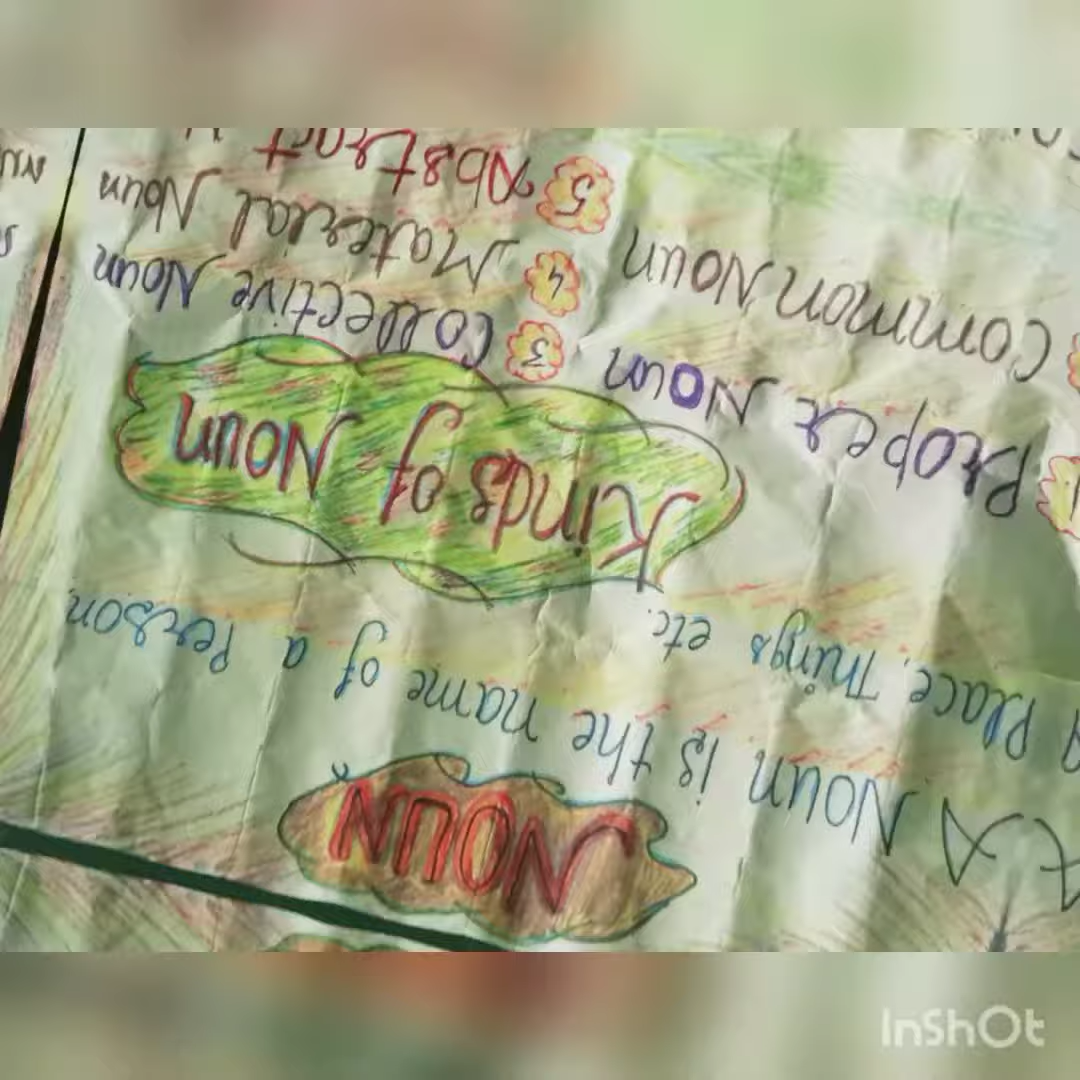 NOUN
A Noun is the name of a Person,
Place, Things etc.
Kinds of Noun
1 Proper Noun
Common Noun
3 Collective Noun
4 Material Noun
5 Abstract
InShOt